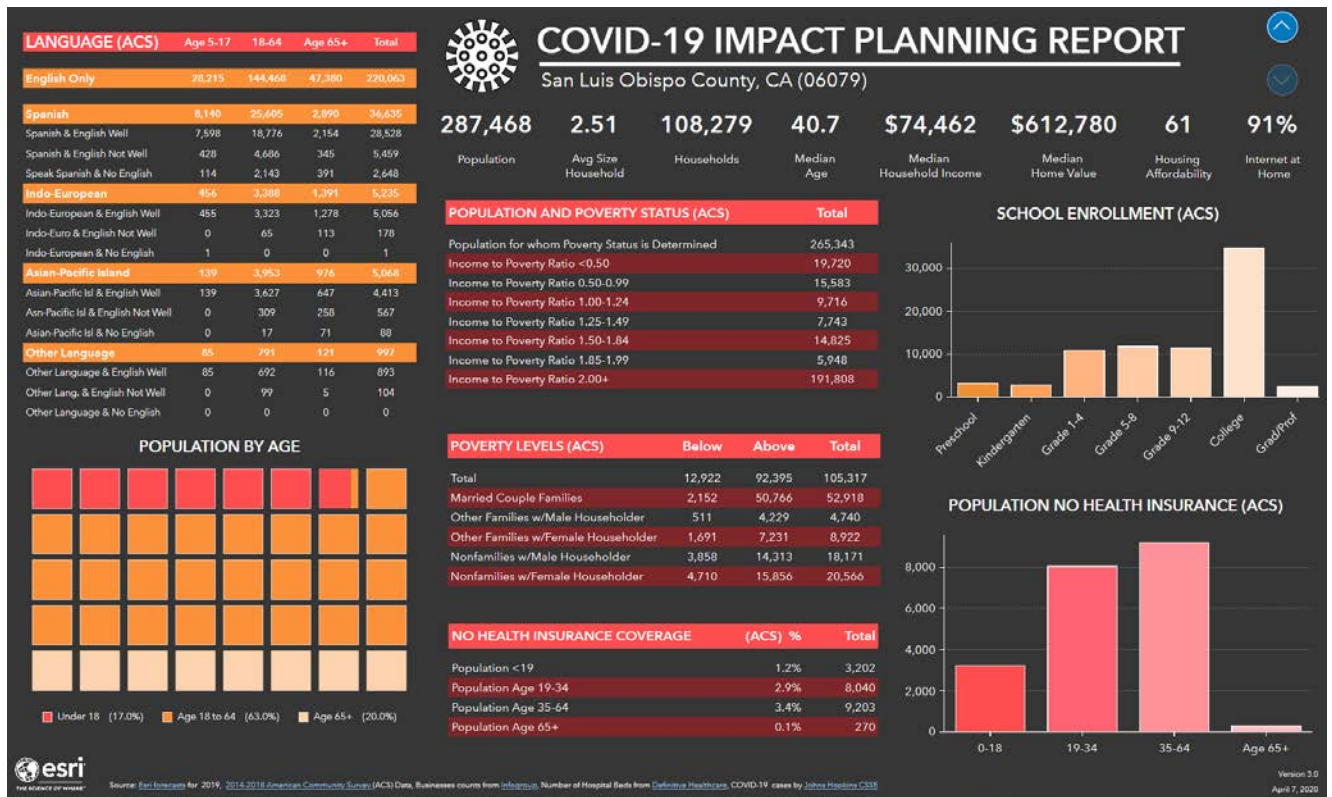 LANGUAGE (ACS) Age 5-17 18-64 Age 65+ Total
English Only 28,215 144,468 47,380 220,063
Spanish 8,140 25,605 2,890 36,635
Spanish & English Well 7,598 18,776 2,154 28,528
Spanish & English Not Well 428 4,686 345 5,459
Speak Spanish & No English 114 2,143 391 2,648
Indo-European 456 3,388 1,391 5,235
Indo-European & English Well 455 3,323 1,278 5,056
Indo-Euro & English Not Well 0 65 113 178
Indo-European & No English 1 0 0 1
Asian-Pacific Island 139 3,953 976 5,068
Asian-Pacific Isl & English Well 139 3,627 647 4,413
Asn-Pacific Isl & English Not Well 0 309 258 567
Asian-Pacific Isl & No English 0 17 71 88
Other Language 85 791 121 997
Other Language & English Well 85 692 116 893
Other Lang. & English Not Well 0 99 5 104
Other Language & No English 0 0 0 0
POPULATION BY AGE
Under 18 (17.0%) Age 18 to 64 (63.0%) Age 65+ (20.0%)
COVID-19 IMPACT PLANNING REPORT
San Luis Obispo County, CA (06079)
287,468 2.51 108,279 40.7 $74,462 $612,780 61 91%
Population Avg Size Households Median Median Median Housing Internet at
Household Age Household Income Home Value Affordability Home
POPULATION AND POVERTY STATUS (ACS) Total
Population for whom Poverty Status is Determined 265,343
Income to Poverty Ratio <0.50 19,720
Income to Poverty Ratio 0.50-0.99 15,583
Income to Poverty Ratio 1.00-1.24 9,716
Income to Poverty Ratio 1.25-1.49 7,743
Income to Poverty Ratio 1.50-1.84 14,825
Income to Poverty Ratio 1.85-1.99 5,948
Income to Poverty Ratio 2.00+ 191,808
POVERTY LEVELS (ACS) Below Above Total
Total 12,922 92,395 105,317
Married Couple Families 2,152 50,766 52,918
Other Families w/Male Householder 511 4,229 4,740
Other Families w/Female Householder 1,691 7,231 8,922
Nonfamilies w/Male Householder 3,858 14,313 18,171
Nonfamilies w/Female Householder 4,710 15,856 20,566
NO HEALTH INSURANCE COVERAGE (ACS) % Total
Population <19 1.2% 3,202
Population Age 19-34 2.9% 8,040
Population Age 35-64 3.4% 9,203
Population Age 65+ 0.1% 270
SCHOOL ENROLLMENT (ACS)
30,000
20,000
10,000
0
Preschool Kindergarten Grade 1-4 Grade 5-8 Grade 9-12 College Grad/Prof
POPULATION NO HEALTH INSURANCE (ACS)
8,000
6,000
4,000
2,000
0
0-18 19-34 35-64 Age 65+
esri
THE SCIENCE OF WHERE
Source: Esri forecasts for 2019, 2014-2018 American Community Survey (ACS) Data, Businesses counts from Infogroup, Number of Hospital Beds from Definitive Healthcare, COVID-19 cases by Johns Hopkins CSSE
Version 3.0
April 7, 2020